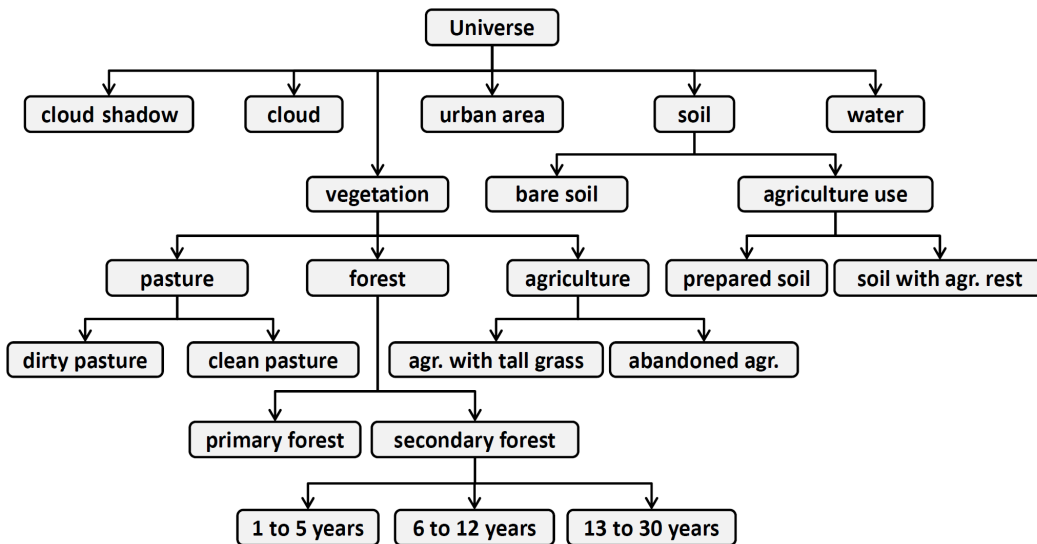 Universe
cloud shadow
cloud
urban area
soil
water
vegetation
bare soil
agriculture use
pasture
forest
agriculture
prepared soil
soil with agr. rest
dirty pasture
clean pasture
agr. with tall grass
abandoned agr.
primary forest
secondary forest
1 to 5 years
6 to 12 years
13 to 30 years